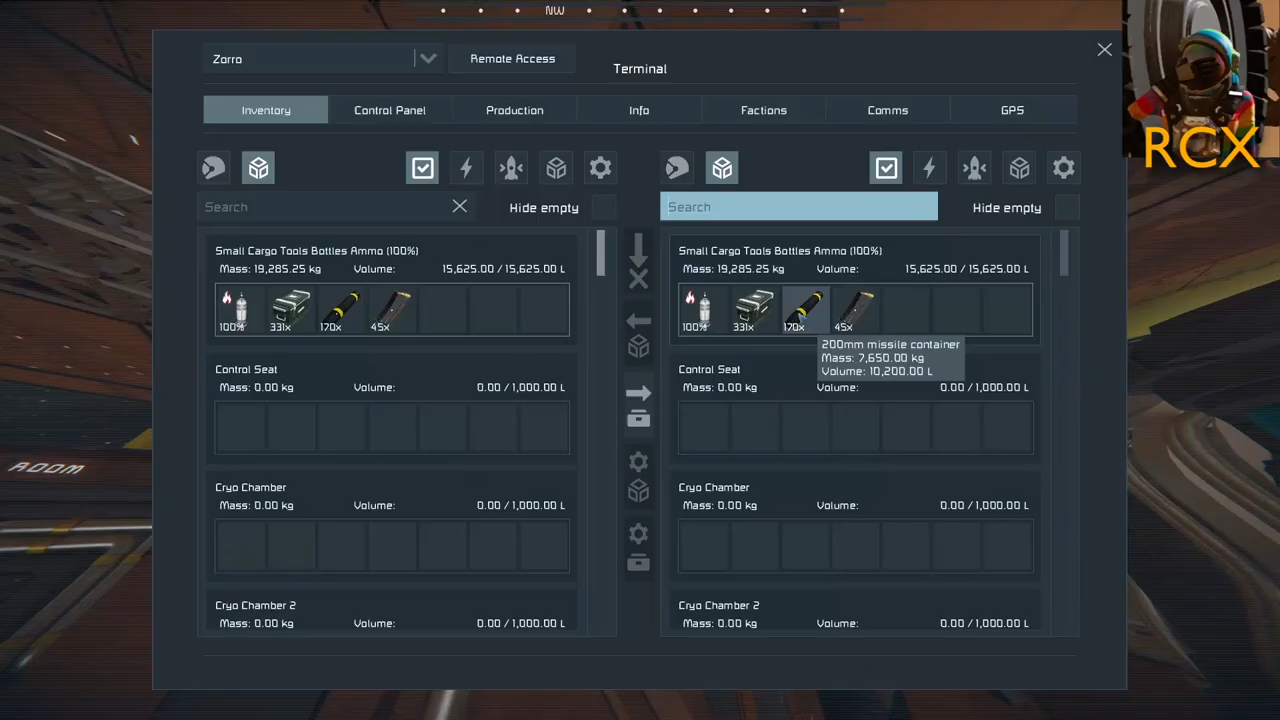 NW
Zorro
Remote Access
Terminal
Inventory
Control Panel
Production
Info
Factions
Comms
GPS
RCX
Search
Hide empty
Search
Hide empty
Small Cargo Tools Bottles Ammo (100%)
Mass: 19,285.25 kg Volume: 15,625.00 / 15,625.00 L
100% 331x 170x 45x
Small Cargo Tools Bottles Ammo (100%)
Mass: 19,285.25 kg Volume: 15,625.00 / 15,625.00 L
100% 331x 170x 45x
200mm missile container
Mass: 7,650.00 kg
Volume: 10,200.00 L
Control Seat
Mass: 0.00 kg Volume: 0.00 / 1,000.00 L
Control Seat
Mass: 0.00 kg Volume: 0.00 / 1,000.00 L
Cryo Chamber
Mass: 0.00 kg Volume: 0.00 / 1,000.00 L
Cryo Chamber
Mass: 0.00 kg Volume: 0.00 / 1,000.00 L
Cryo Chamber 2
Mass: 0.00 kg Volume: 0.00 / 1,000.00 L
Cryo Chamber 2
Mass: 0.00 kg Volume: 0.00 / 1,000.00 L